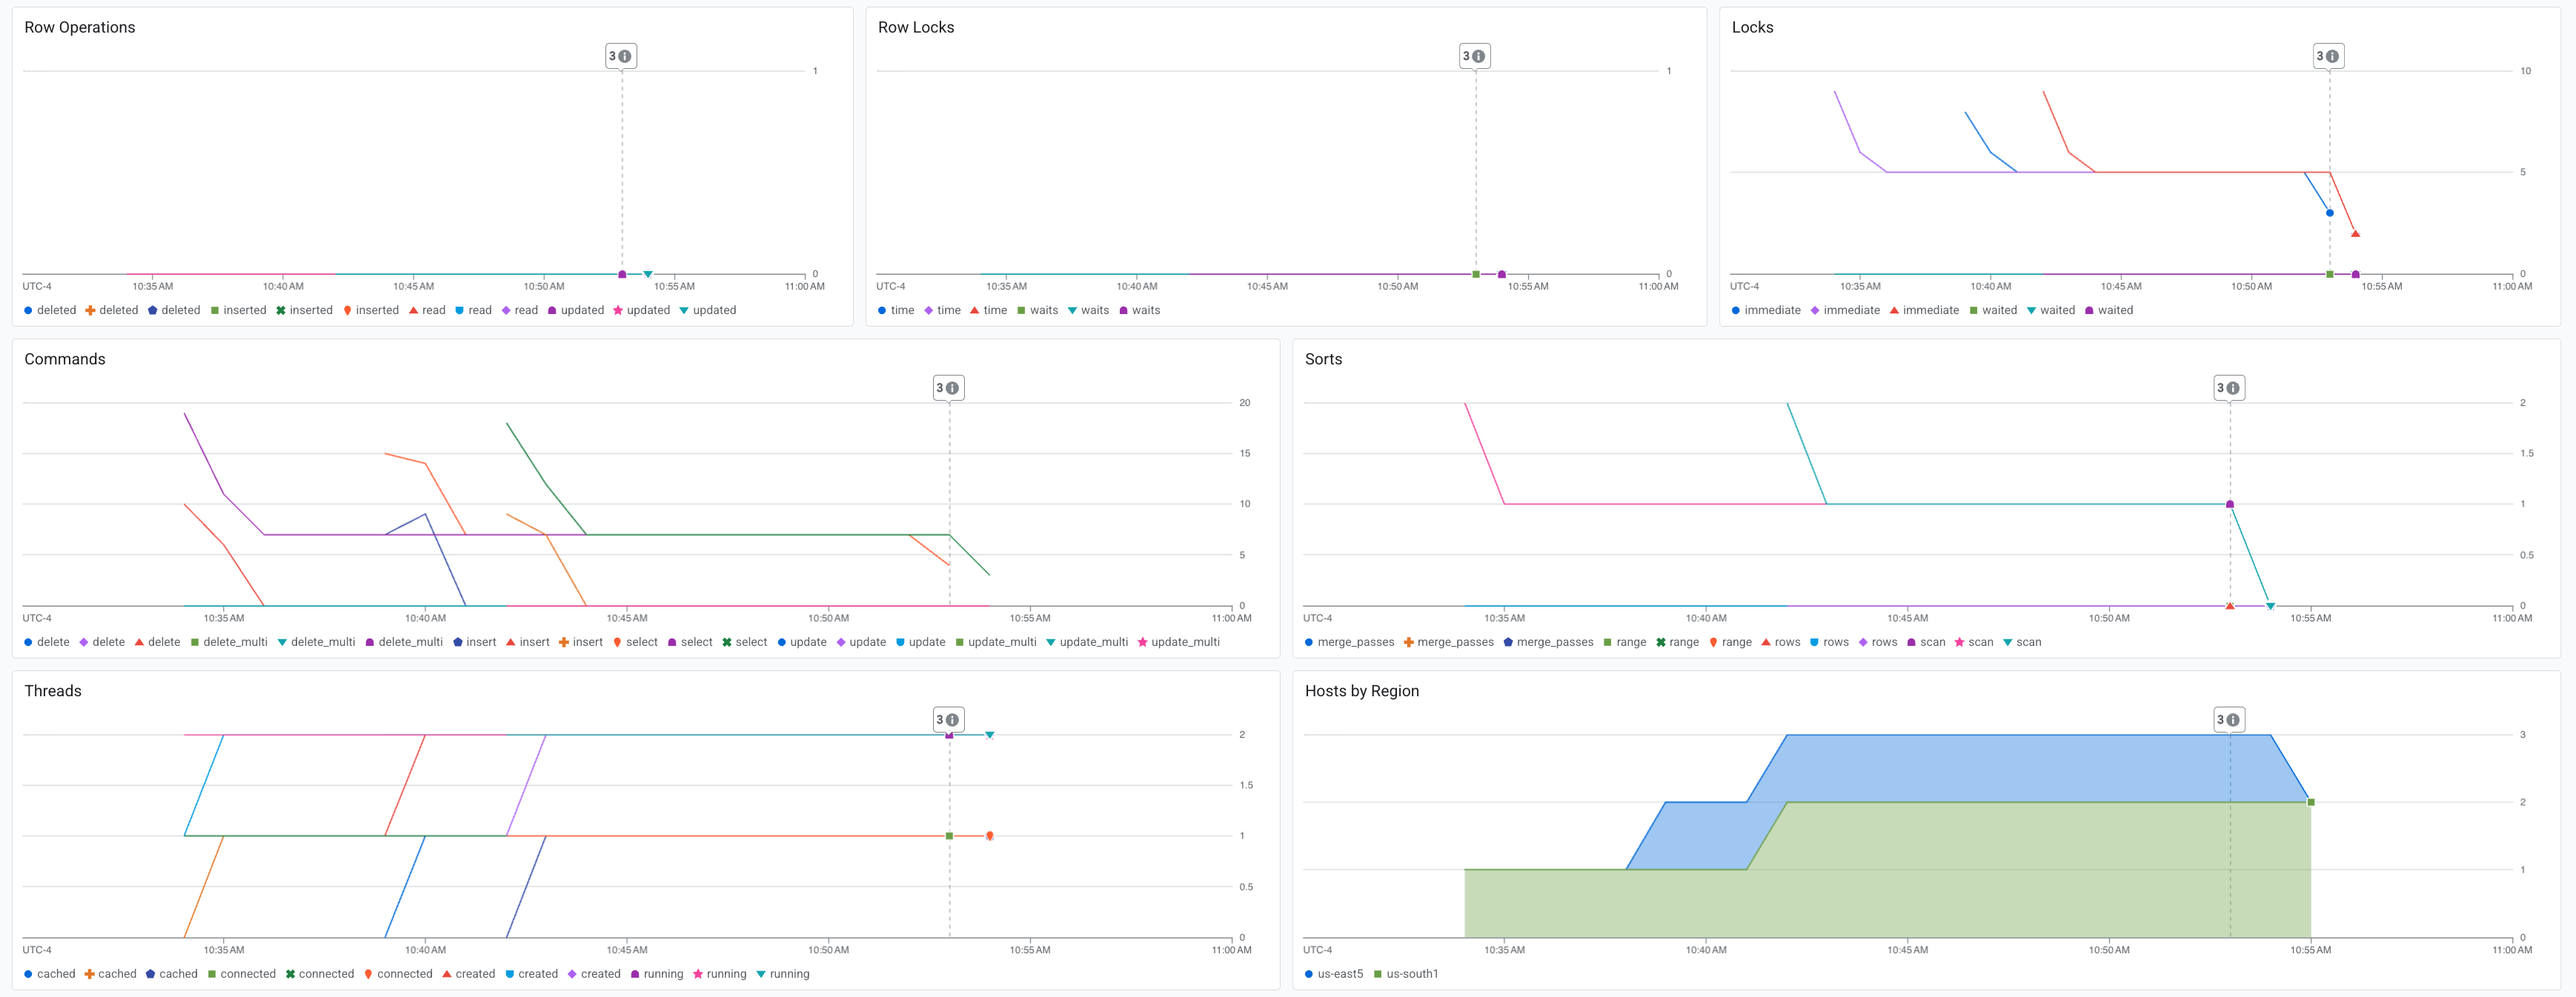 Row Operations
3
1
0
UTC-4 10:35 AM 10:40 AM 10:45 AM 10:50 AM 10:55 AM 11:00 AM
deleted deleted deleted inserted inserted inserted read read read updated updated updated
Row Locks
3
1
0
UTC-4 10:35 AM 10:40 AM 10:45 AM 10:50 AM 10:55 AM 11:00 AM
time time time waits waits waits
Locks
3
10
5
0
UTC-4 10:35 AM 10:40 AM 10:45 AM 10:50 AM 10:55 AM 11:00 AM
immediate immediate immediate waited waited waited
Commands
3
20
15
10
5
0
UTC-4 10:35 AM 10:40 AM 10:45 AM 10:50 AM 10:55 AM 11:00 AM
delete delete delete delete_multi delete_multi delete_multi insert insert insert select select select update update update update_multi update_multi update_multi
Sorts
3
2
1.5
1
0.5
0
UTC-4 10:35 AM 10:40 AM 10:45 AM 10:50 AM 10:55 AM 11:00 AM
merge_passes merge_passes merge_passes range range range rows rows rows scan scan scan
Threads
3
2
1.5
1
0.5
0
UTC-4 10:35 AM 10:40 AM 10:45 AM 10:50 AM 10:55 AM 11:00 AM
cached cached cached connected connected connected created created created running running running
Hosts by Region
3
3
2
1
0
UTC-4 10:35 AM 10:40 AM 10:45 AM 10:50 AM 10:55 AM 11:00 AM
us-east5 us-south1